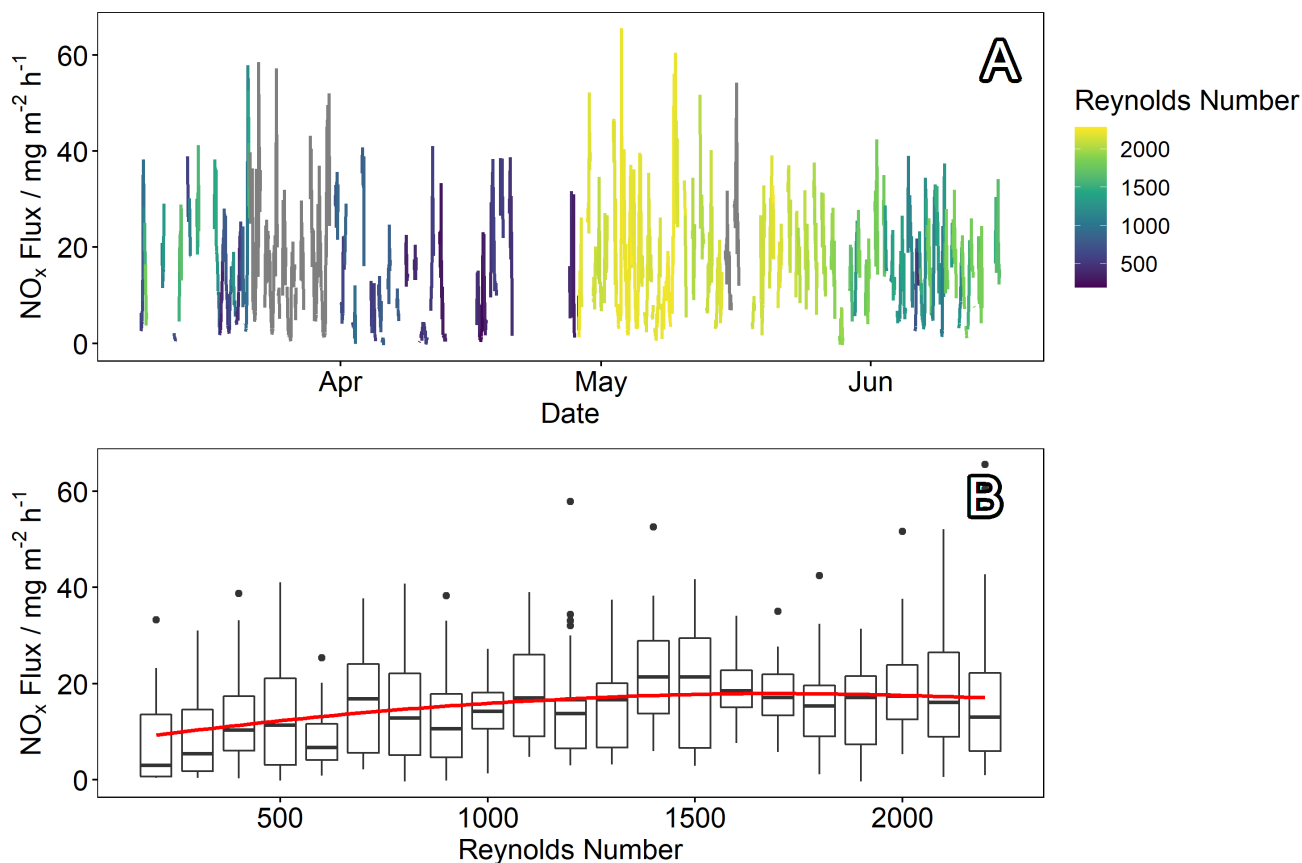 A
NOx Flux / mg m-2 h-1
60
40
20
0
Apr May Jun
Date
Reynolds Number
2000
1500
1000
500
B
NOx Flux / mg m-2 h-1
60
40
20
0
500 1000 1500 2000
Reynolds Number